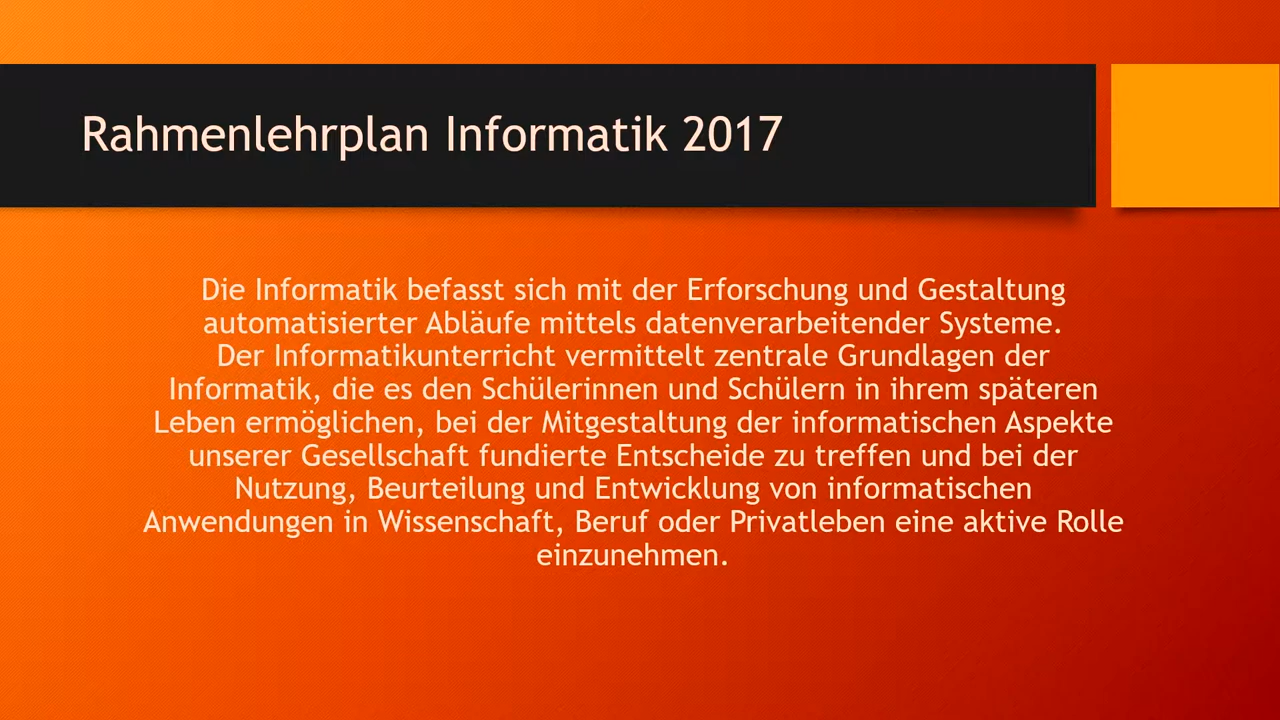 Rahmenlehrplan Informatik 2017
Die Informatik befasst sich mit der Erforschung und Gestaltung
automatisierter Abläufe mittels datenverarbeitender Systeme.
Der Informatikunterricht vermittelt zentrale Grundlagen der
Informatik, die es den Schülerinnen und Schülern in ihrem späteren
Leben ermöglichen, bei der Mitgestaltung der informatischen Aspekte
unserer Gesellschaft fundierte Entscheide zu treffen und bei der
Nutzung, Beurteilung und Entwicklung von informatischen
Anwendungen in Wissenschaft, Beruf oder Privatleben eine aktive Rolle
einzunehmen.